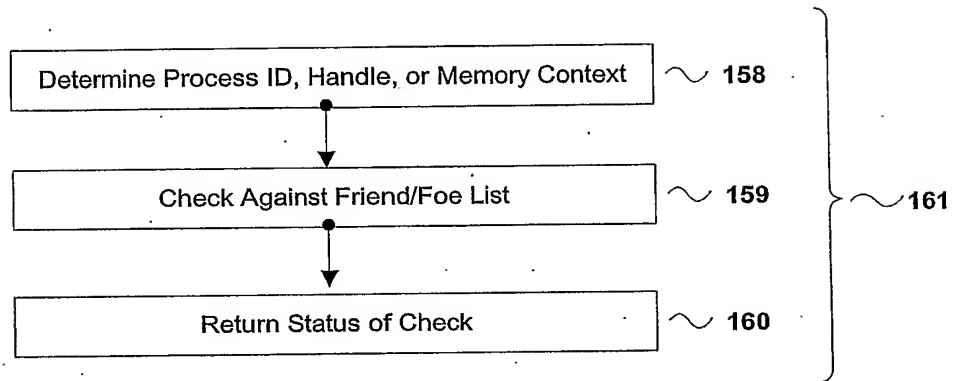 Determine Process ID, Handle, or Memory Context 158
Check Against Friend/Foe List 159
161
Return Status of Check 160